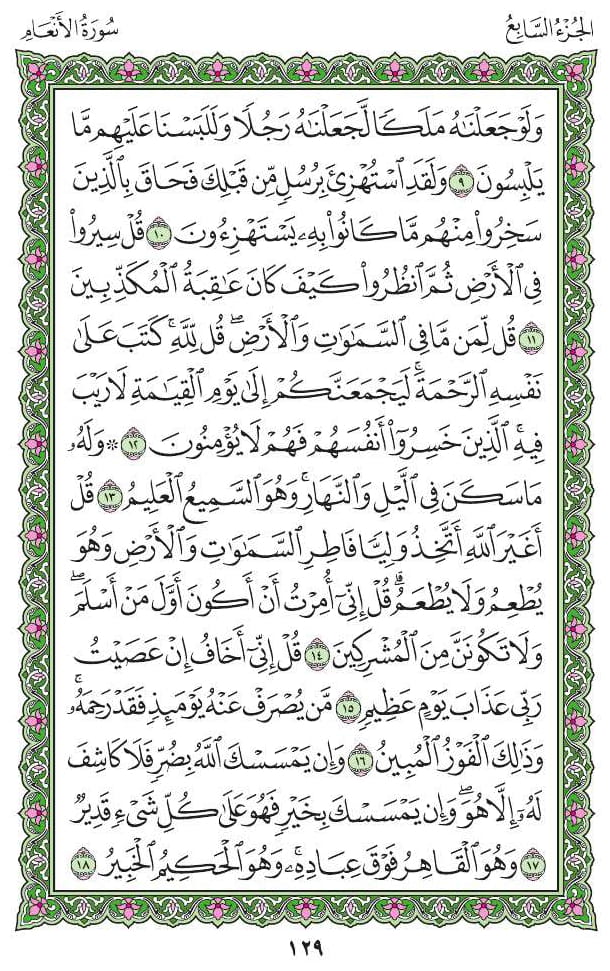 الجُزْءُ السَّابِعُ
سُورَةُ الأَنْعَام
وَلَوْ جَعَلْنَٰهُ مَلَكًا لَّجَعَلْنَٰهُ رَجُلًا وَلَلَبَسْنَا عَلَيْهِم مَّا
يَلْبِسُونَ ٩ وَلَقَدِ ٱسْتُهْزِئَ بِرُسُلٍ مِّن قَبْلِكَ فَحَاقَ بِٱلَّذِينَ
سَخِرُوا۟ مِنْهُم مَّا كَانُوا۟ بِهِۦ يَسْتَهْزِءُونَ ١٠ قُلْ سِيرُوا۟
فِى ٱلْأَرْضِ ثُمَّ ٱنظُرُوا۟ كَيْفَ كَانَ عَٰقِبَةُ ٱلْمُكَذِّبِينَ
١١ قُل لِّمَن مَّا فِى ٱلسَّمَٰوَٰتِ وَٱلْأَرْضِ ۖ قُل لِّلَّهِ ۚ كَتَبَ عَلَىٰ
نَفْسِهِ ٱلرَّحْمَةَ ۚ لَيَجْمَعَنَّكُمْ إِلَىٰ يَوْمِ ٱلْقِيَٰمَةِ لَا رَيْبَ
فِيهِ ۚ ٱلَّذِينَ خَسِرُوٓا۟ أَنفُسَهُمْ فَهُمْ لَا يُؤْمِنُونَ ١٢ ۞ وَلَهُۥ
مَا سَكَنَ فِى ٱلَّيْلِ وَٱلنَّهَارِ ۚ وَهُوَ ٱلسَّمِيعُ ٱلْعَلِيمُ ١٣ قُلْ
أَغَيْرَ ٱللَّهِ أَتَّخِذُ وَلِيًّا فَاطِرِ ٱلسَّمَٰوَٰتِ وَٱلْأَرْضِ وَهُوَ
يُطْعِمُ وَلَا يُطْعَمُ ۗ قُلْ إِنِّىٓ أُمِرْتُ أَنْ أَكُونَ أَوَّلَ مَنْ أَسْلَمَ ۖ
وَلَا تَكُونَنَّ مِنَ ٱلْمُشْرِكِينَ ١٤ قُلْ إِنِّىٓ أَخَافُ إِنْ عَصَيْتُ
رَبِّى عَذَابَ يَوْمٍ عَظِيمٍ ١٥ مَّن يُصْرَفْ عَنْهُ يَوْمَئِذٍ فَقَدْ رَحِمَهُۥ ۚ
وَذَٰلِكَ ٱلْفَوْزُ ٱلْمُبِينُ ١٦ وَإِن يَمْسَسْكَ ٱللَّهُ بِضُرٍّ فَلَا كَاشِفَ
لَهُۥٓ إِلَّا هُوَ ۖ وَإِن يَمْسَسْكَ بِخَيْرٍ فَهُوَ عَلَىٰ كُلِّ شَىْءٍ قَدِيرٌ
١٧ وَهُوَ ٱلْقَاهِرُ فَوْقَ عِبَادِهِۦ ۚ وَهُوَ ٱلْحَكِيمُ ٱلْخَبِيرُ ١٨
١٢٩